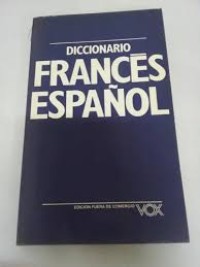 DICCIONARIO
FRANCÉS
ESPAÑOL
EDICIÓN FUERA DE COMERCIO
VOX